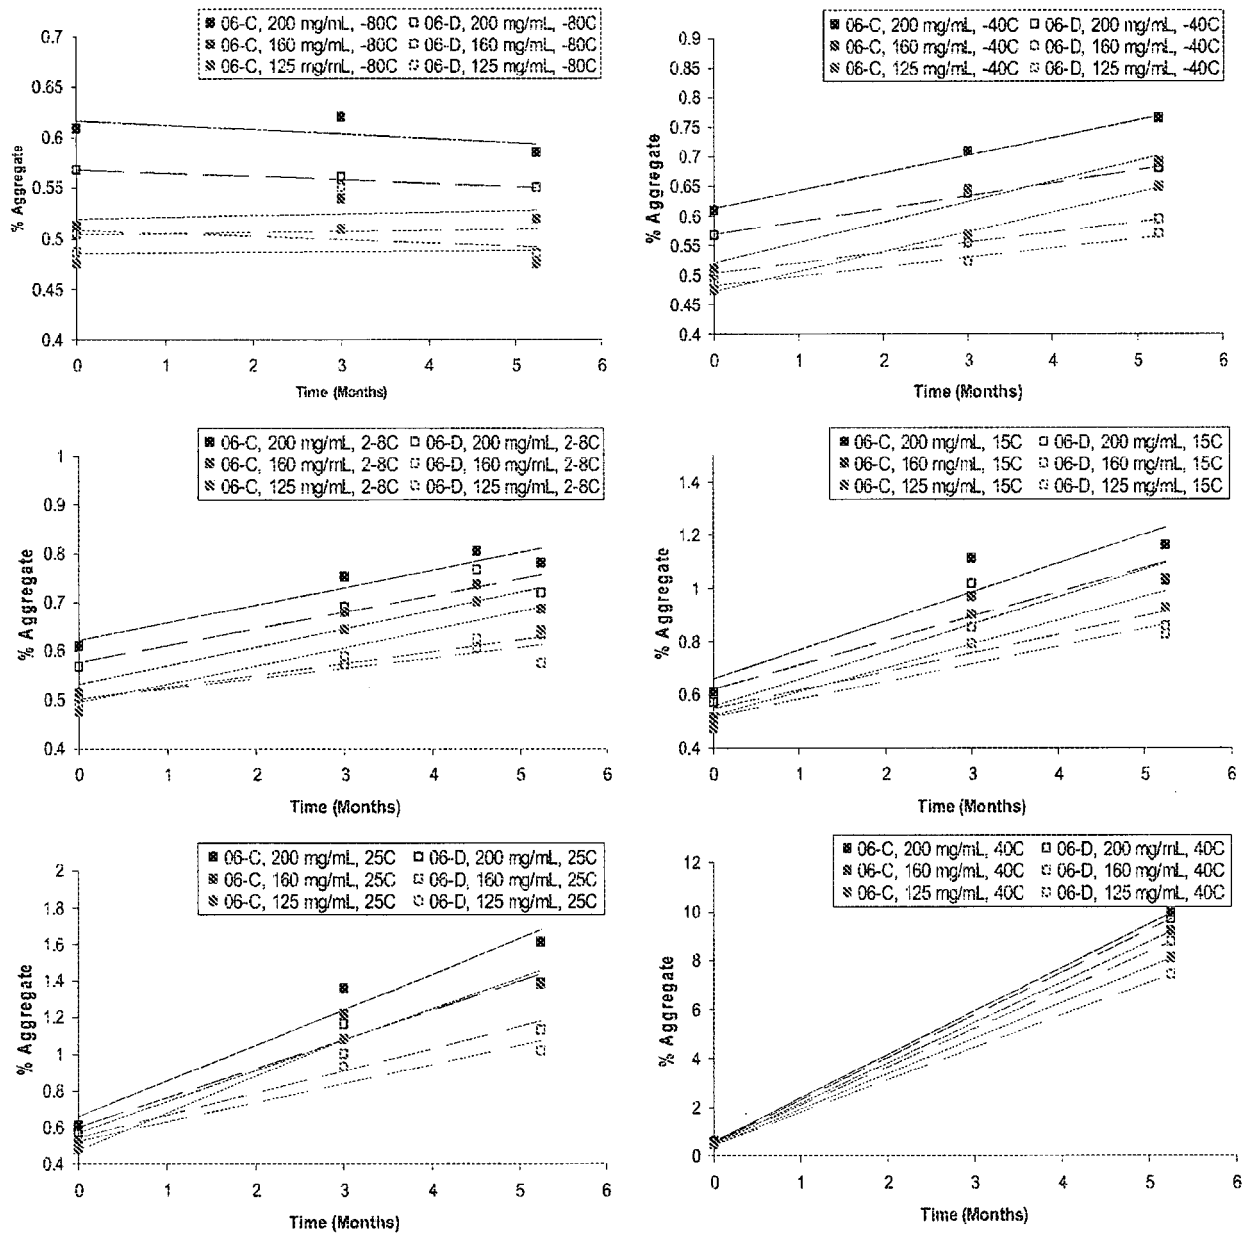 06-C, 200 mg/mL, -80C 06-D, 200 mg/mL, -80C
06-C, 160 mg/mL, -80C 06-D, 160 mg/mL, -80C
06-C, 125 mg/mL, -80C 06-D, 125 mg/mL, -80C
0.7
0.65
0.6
0.55
0.5
0.45
0.4
% Aggregate
0 1 2 3 4 5 6
Time (Months)
06-C, 200 mg/mL, -40C 06-D, 200 mg/mL, -40C
06-C, 160 mg/mL, -40C 06-D, 160 mg/mL, -40C
06-C, 125 mg/mL, -40C 06-D, 125 mg/mL, -40C
0.9
0.85
0.8
0.75
0.7
0.65
0.6
0.55
0.5
0.45
0.4
% Aggregate
0 1 2 3 4 5 6
Time (Months)
06-C, 200 mg/mL, 2-8C 06-D, 200 mg/mL, 2-8C
06-C, 160 mg/mL, 2-8C 06-D, 160 mg/mL, 2-8C
06-C, 125 mg/mL, 2-8C 06-D, 125 mg/mL, 2-8C
1
0.9
0.8
0.7
0.6
0.5
0.4
% Aggregate
0 1 2 3 4 5 6
Time (Months)
06-C, 200 mg/mL, 15C 06-D, 200 mg/mL, 15C
06-C, 160 mg/mL, 15C 06-D, 160 mg/mL, 15C
06-C, 125 mg/mL, 15C 06-D, 125 mg/mL, 15C
1.4
1.2
1
0.8
0.6
0.4
% Aggregate
0 1 2 3 4 5 6
Time (Months)
06-C, 200 mg/mL, 25C 06-D, 200 mg/mL, 25C
06-C, 160 mg/mL, 25C 06-D, 160 mg/mL, 25C
06-C, 125 mg/mL, 25C 06-D, 125 mg/mL, 25C
2
1.8
1.6
1.4
1.2
1
0.8
0.6
0.4
% Aggregate
0 1 2 3 4 5 6
Time (Months)
06-C, 200 mg/mL, 40C 06-D, 200 mg/mL, 40C
06-C, 160 mg/mL, 40C 06-D, 160 mg/mL, 40C
06-C, 125 mg/mL, 40C 06-D, 125 mg/mL, 40C
12
10
8
6
4
2
0
% Aggregate
0 1 2 3 4 5 6
Time (Months)